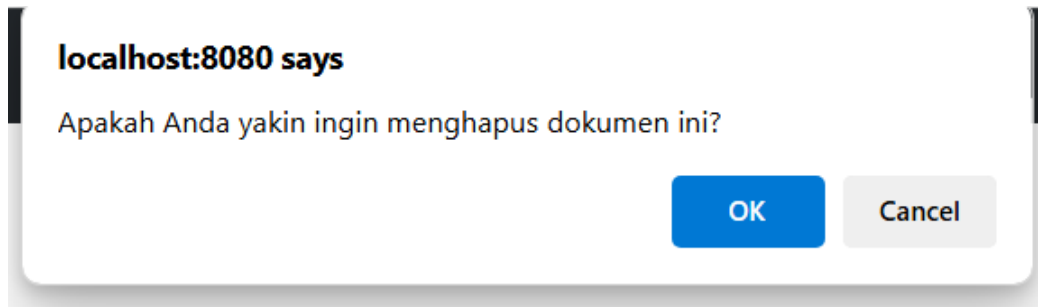 localhost:8080 says
Apakah Anda yakin ingin menghapus dokumen ini?
OK
Cancel